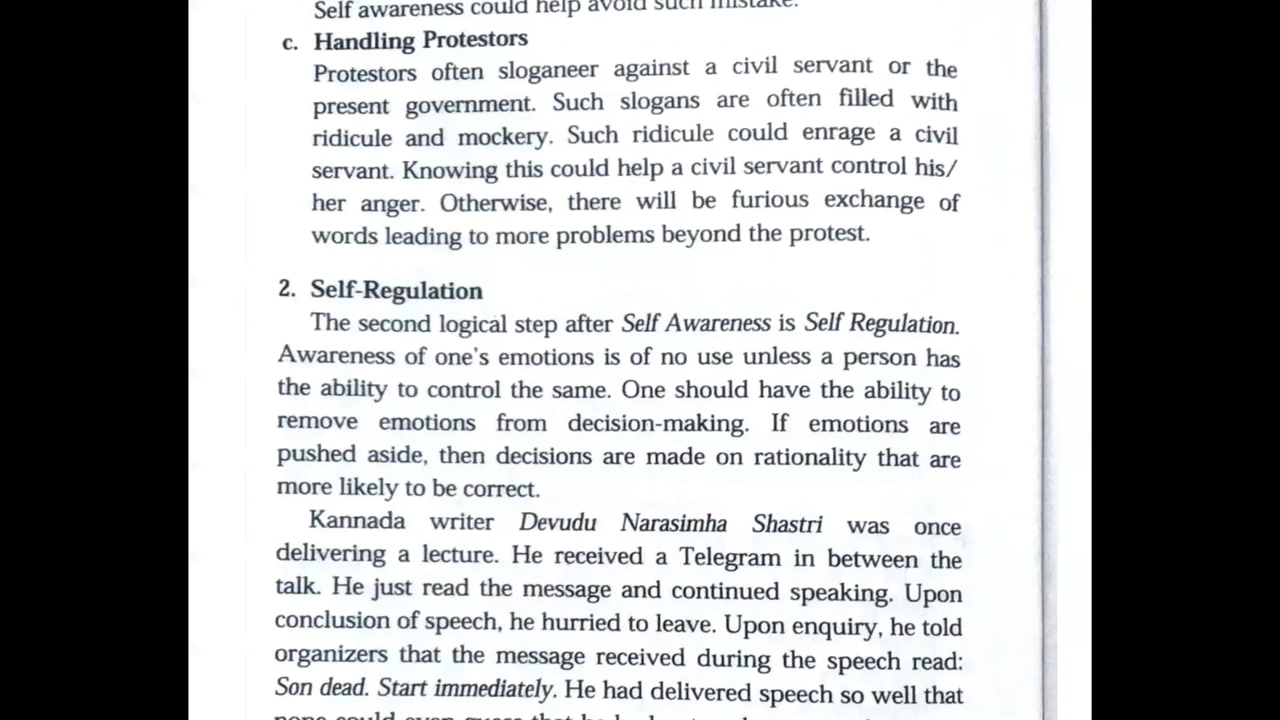 Self awareness could help avoid such mistake.
c. Handling Protestors
Protestors often sloganeer against a civil servant or the
present government. Such slogans are often filled with
ridicule and mockery. Such ridicule could enrage a civil
servant. Knowing this could help a civil servant control his/
her anger. Otherwise, there will be furious exchange of
words leading to more problems beyond the protest.
2. Self-Regulation
The second logical step after Self Awareness is Self Regulation.
Awareness of one's emotions is of no use unless a person has
the ability to control the same. One should have the ability to
remove emotions from decision-making. If emotions are
pushed aside, then decisions are made on rationality that are
more likely to be correct.
Kannada writer Devudu Narasimha Shastri was once
delivering a lecture. He received a Telegram in between the
talk. He just read the message and continued speaking. Upon
conclusion of speech, he hurried to leave. Upon enquiry, he told
organizers that the message received during the speech read:
Son dead. Start immediately. He had delivered speech so well that
none could even guess that he had